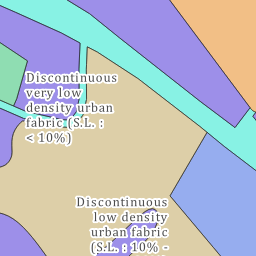 Discontinuous
very low
density urban
fabric (S.L. :
< 10%)
Discontinuous
low density
urban fabric
(S.L. : 10% -